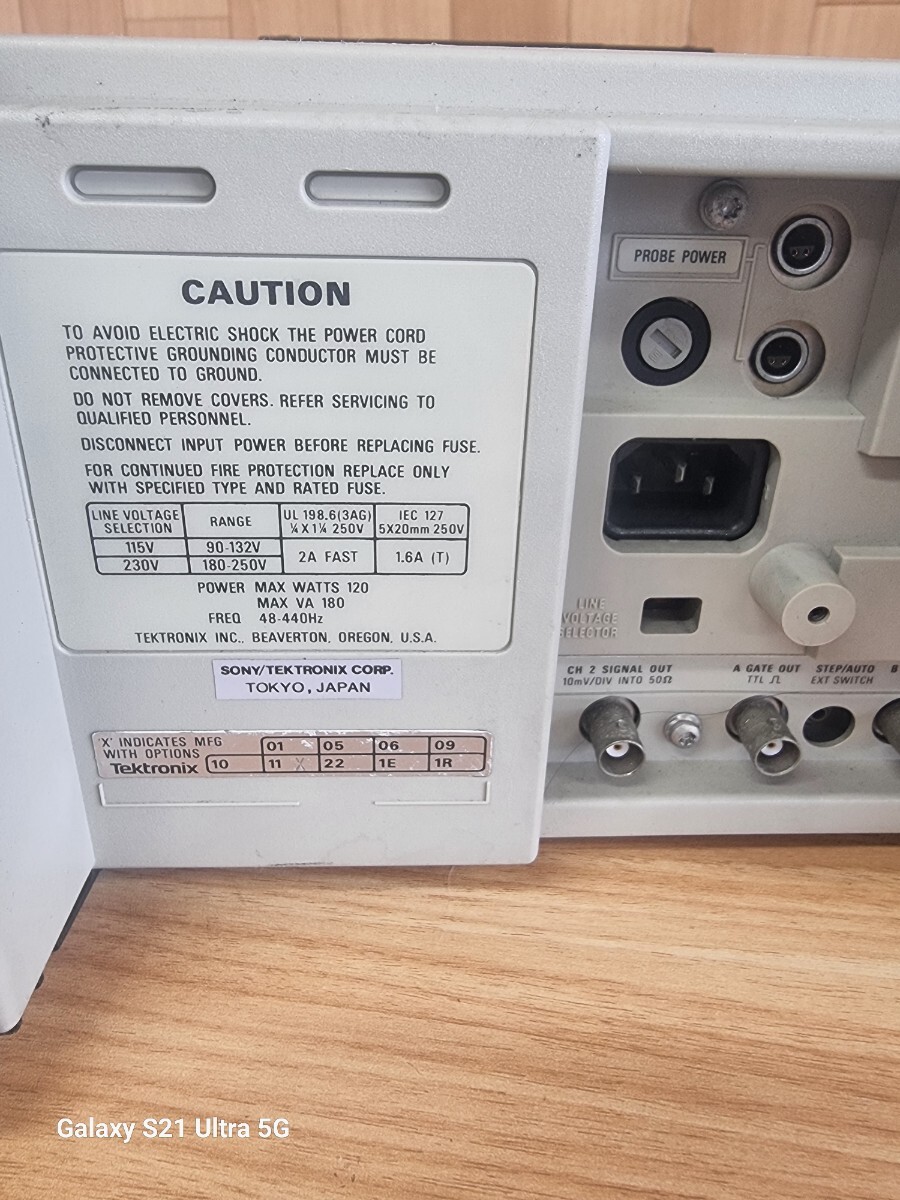 CAUTION
TO AVOID ELECTRIC SHOCK THE POWER CORD
PROTECTIVE GROUNDING CONDUCTOR MUST BE
CONNECTED TO GROUND.
DO NOT REMOVE COVERS. REFER SERVICING TO
QUALIFIED PERSONNEL.
DISCONNECT INPUT POWER BEFORE REPLACING FUSE.
FOR CONTINUED FIRE PROTECTION REPLACE ONLY
WITH SPECIFIED TYPE AND RATED FUSE.
LINE VOLTAGE SELECTION RANGE UL 198.6(3AG) ¼ X 1¼ 250V IEC 127 5X20mm 250V
115V 90-132V 2A FAST 1.6A (T)
230V 180-250V
POWER MAX WATTS 120
MAX VA 180
FREQ 48-440Hz
TEKTRONIX INC., BEAVERTON, OREGON, U.S.A.
SONY/TEKTRONIX CORP.
TOKYO, JAPAN
'X' INDICATES MFG
WITH OPTIONS
Tektronix
01 05 06 09
10 11 X 22 1E 1R
PROBE POWER
LINE
VOLTAGE
SELECTOR
CH 2 SIGNAL OUT
10mV/DIV INTO 50Ω
A GATE OUT
TTL
STEP/AUTO
EXT SWITCH
B
Galaxy S21 Ultra 5G